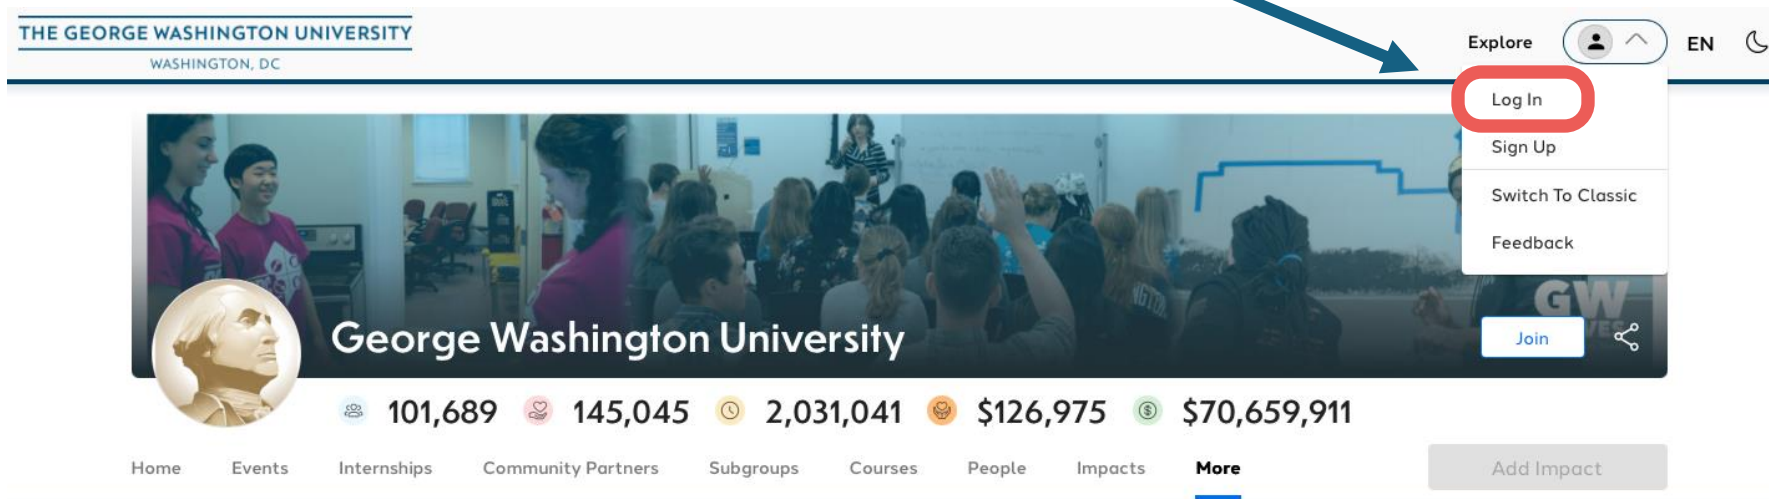 THE GEORGE WASHINGTON UNIVERSITY
WASHINGTON, DC
Explore
EN
Log In
Sign Up
Switch To Classic
Feedback
GW
George Washington University
Join
101,689 145,045 2,031,041 $126,975 $70,659,911
Home Events Internships Community Partners Subgroups Courses People Impacts More
Add Impact